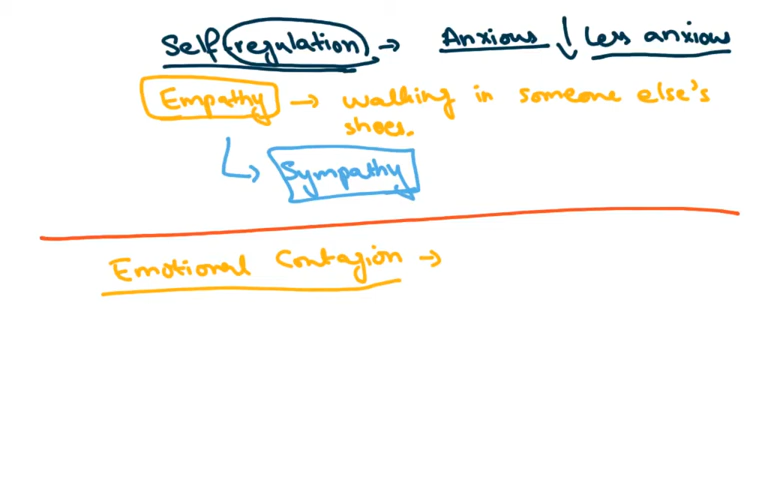 Self regulation → Anxious ↓ Less anxious
Empathy → walking in someone else's
shoes.
↳ Sympathy
Emotional Contagion →